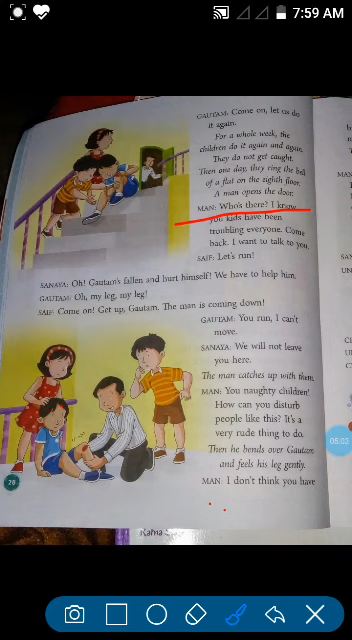 7:59 AM
GAUTAM: Come on, let us do
it again.
For a whole week, the
children do it again and again.
They do not get caught.
Then one day, they ring the bell
of a flat on the eighth floor.
A man opens the door.
MAN: Who's there? I know
you kids have been
troubling everyone. Come
back. I want to talk to you.
SAIF: Let's run!
SANAYA: Oh! Gautam's fallen and hurt himself! We have to help him.
GAUTAM: Oh, my leg, my leg!
SAIF: Come on! Get up, Gautam. The man is coming down!
GAUTAM: You run, I can't
move.
SANAYA: We will not leave
you here.
The man catches up with them.
MAN: You naughty children!
How can you disturb
people like this? It's a
very rude thing to do.
Then he bends over Gautam
and feels his leg gently.
MAN: I don't think you have
28
MAN
SAN
UN
05:02